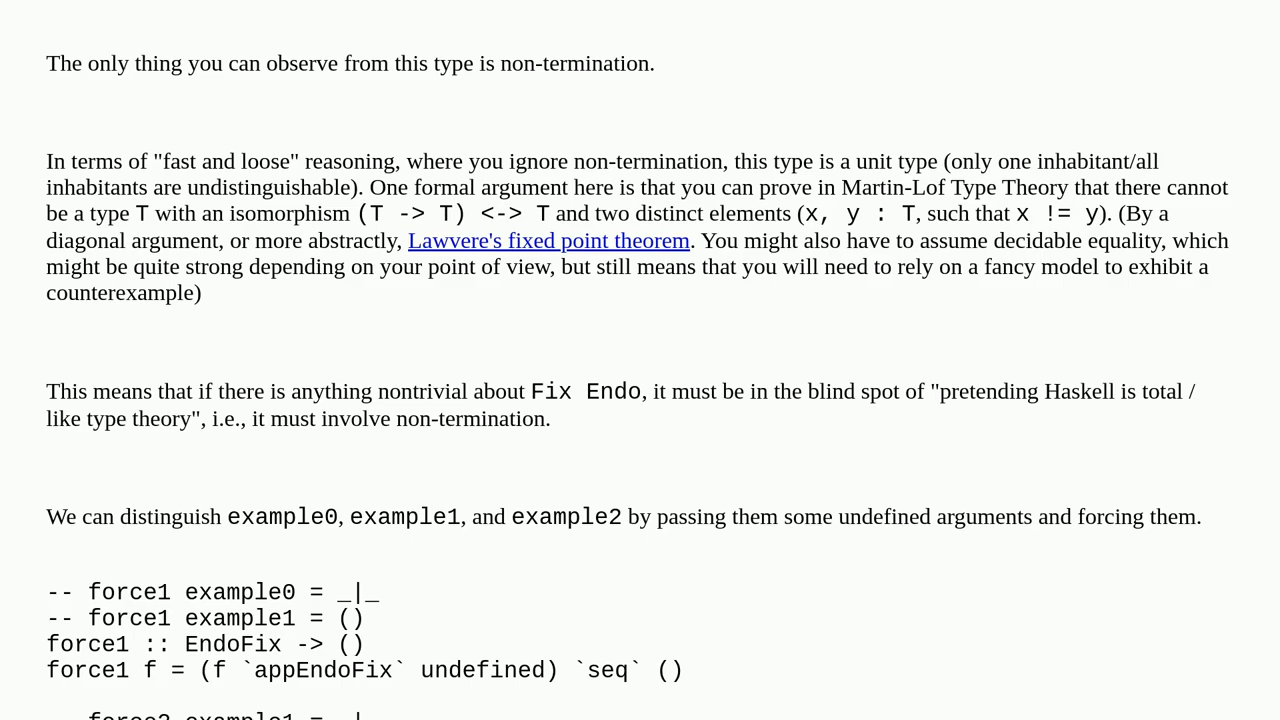 The only thing you can observe from this type is non-termination.
In terms of "fast and loose" reasoning, where you ignore non-termination, this type is a unit type (only one inhabitant/all
inhabitants are undistinguishable). One formal argument here is that you can prove in Martin-Lof Type Theory that there cannot
be a type T with an isomorphism (T -> T) <-> T and two distinct elements (x, y : T, such that x != y). (By a
diagonal argument, or more abstractly, Lawvere's fixed point theorem. You might also have to assume decidable equality, which
might be quite strong depending on your point of view, but still means that you will need to rely on a fancy model to exhibit a
counterexample)
This means that if there is anything nontrivial about Fix Endo, it must be in the blind spot of "pretending Haskell is total /
like type theory", i.e., it must involve non-termination.
We can distinguish example0, example1, and example2 by passing them some undefined arguments and forcing them.
-- force1 example0 = _|_
-- force1 example1 = ()
force1 :: EndoFix -> ()
force1 f = (f `appEndoFix` undefined) `seq` ()
-- force2 example1 = _|_